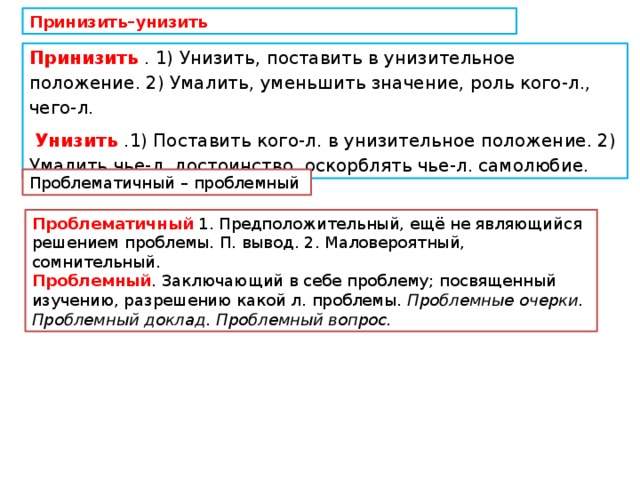 Принизить–унизить
Принизить . 1) Унизить, поставить в унизительное
положение. 2) Умалить, уменьшить значение, роль кого-л.,
чего-л.
Унизить .1) Поставить кого-л. в унизительное положение. 2)
Умалить чье-л. достоинство, оскорблять чье-л. самолюбие.
Проблематичный – проблемный
Проблематичный 1. Предположительный, ещё не являющийся
решением проблемы. П. вывод. 2. Маловероятный,
сомнительный.
Проблемный. Заключающий в себе проблему; посвященный
изучению, разрешению какой л. проблемы. Проблемные очерки.
Проблемный доклад. Проблемный вопрос.